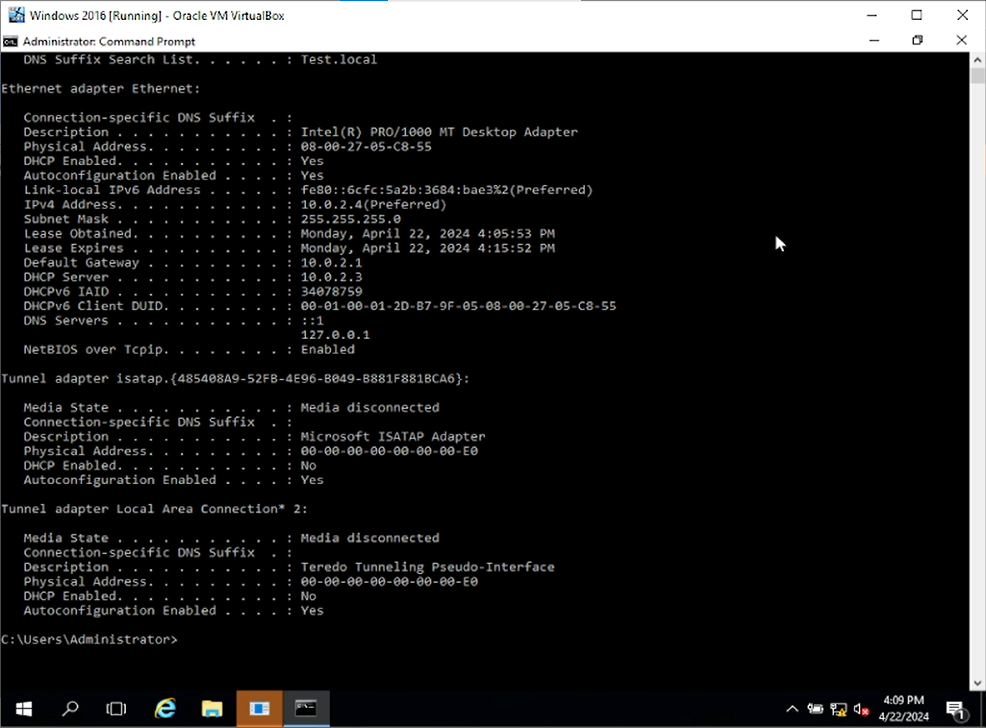 Windows 2016 [Running] - Oracle VM VirtualBox
Administrator: Command Prompt
DNS Suffix Search List. . . . . . : Test.local
Ethernet adapter Ethernet:
Connection-specific DNS Suffix  . :
Description . . . . . . . . . . . : Intel(R) PRO/1000 MT Desktop Adapter
Physical Address. . . . . . . . . : 08-00-27-05-C8-55
DHCP Enabled. . . . . . . . . . . : Yes
Autoconfiguration Enabled . . . . : Yes
Link-local IPv6 Address . . . . . : fe80::6cfc:5a2b:3684:bae3%2(Preferred)
IPv4 Address. . . . . . . . . . . : 10.0.2.4(Preferred)
Subnet Mask . . . . . . . . . . . : 255.255.255.0
Lease Obtained. . . . . . . . . . : Monday, April 22, 2024 4:05:53 PM
Lease Expires . . . . . . . . . . : Monday, April 22, 2024 4:15:52 PM
Default Gateway . . . . . . . . . : 10.0.2.1
DHCP Server . . . . . . . . . . . : 10.0.2.3
DHCPv6 IAID . . . . . . . . . . . : 34078759
DHCPv6 Client DUID. . . . . . . . : 00-01-00-01-2D-B7-9F-05-08-00-27-05-C8-55
DNS Servers . . . . . . . . . . . : ::1
127.0.0.1
NetBIOS over Tcpip. . . . . . . . : Enabled
Tunnel adapter isatap.{485408A9-52FB-4E96-B049-B881F881BCA6}:
Media State . . . . . . . . . . . : Media disconnected
Connection-specific DNS Suffix  . :
Description . . . . . . . . . . . : Microsoft ISATAP Adapter
Physical Address. . . . . . . . . : 00-00-00-00-00-00-00-E0
DHCP Enabled. . . . . . . . . . . : No
Autoconfiguration Enabled . . . . : Yes
Tunnel adapter Local Area Connection* 2:
Media State . . . . . . . . . . . : Media disconnected
Connection-specific DNS Suffix  . :
Description . . . . . . . . . . . : Teredo Tunneling Pseudo-Interface
Physical Address. . . . . . . . . : 00-00-00-00-00-00-00-E0
DHCP Enabled. . . . . . . . . . . : No
Autoconfiguration Enabled . . . . : Yes
C:\Users\Administrator>
4:09 PM
4/22/2024
1